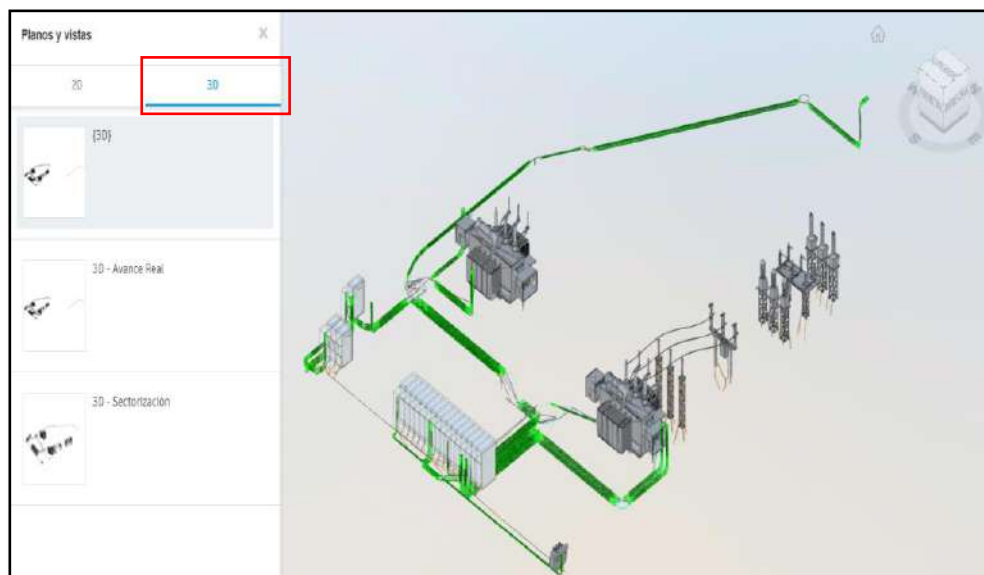 Planos y vistas X
2D 3D
{3D}
3D - Avance Real
3D - Sectorización